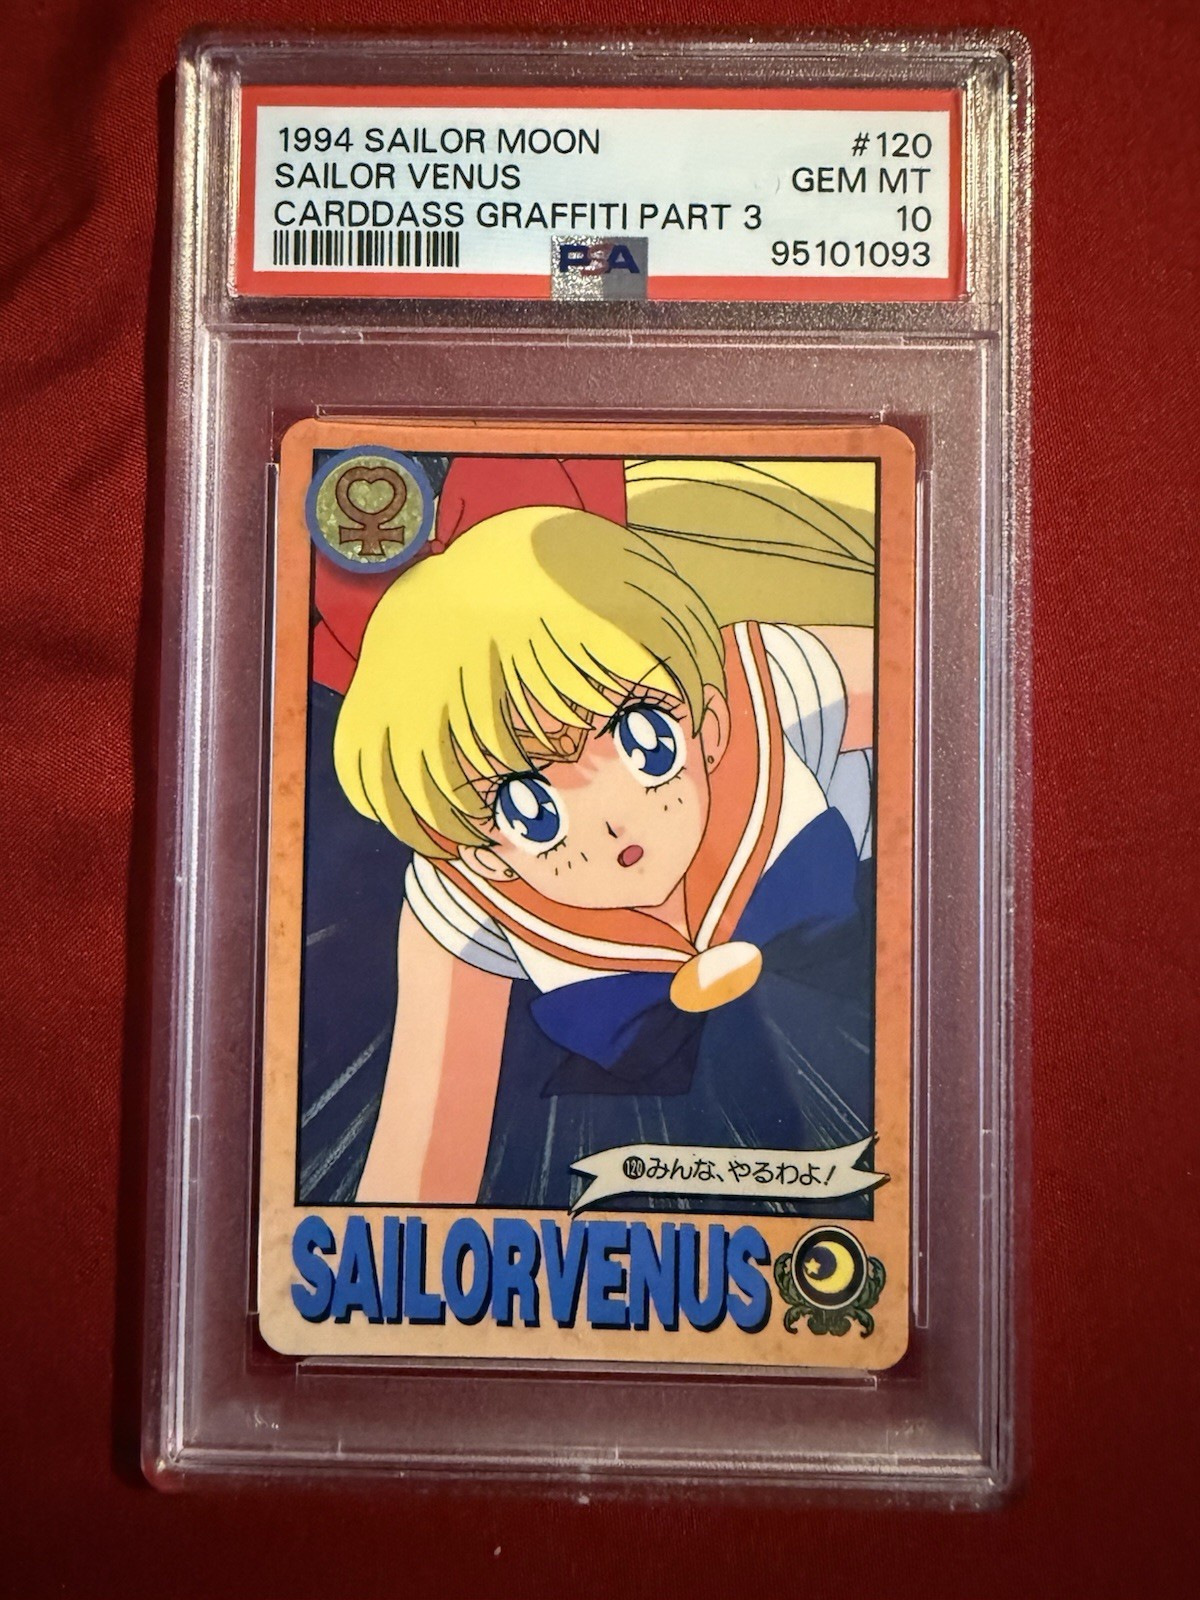 1994 SAILOR MOON #120
SAILOR VENUS GEM MT
CARDDASS GRAFFITI PART 3 10
PSA 95101093
120 みんな、やるわよ!
SAILORVENUS